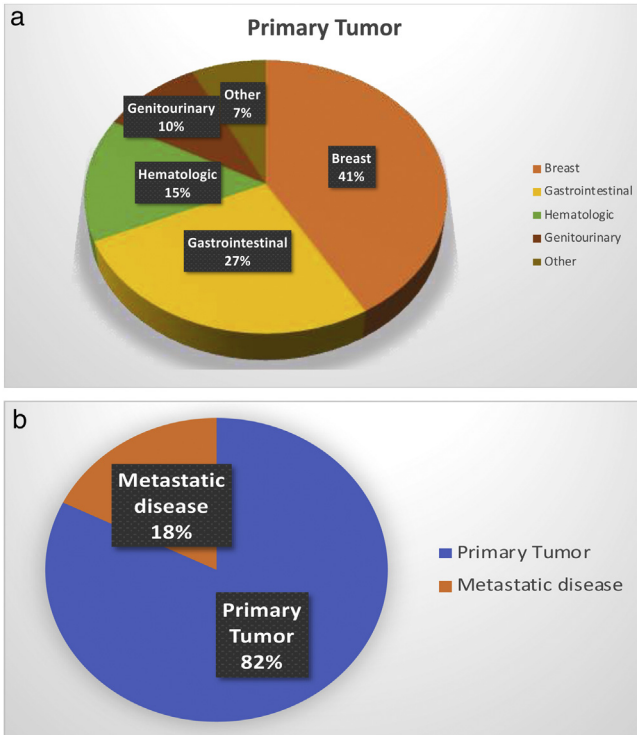 a
Primary Tumor
Other
7%
Genitourinary
10%
Breast
41%
Hematologic
15%
Gastrointestinal
27%
Breast
Gastrointestinal
Hematologic
Genitourinary
Other
b
Metastatic
disease
18%
Primary
Tumor
82%
Primary Tumor
Metastatic disease